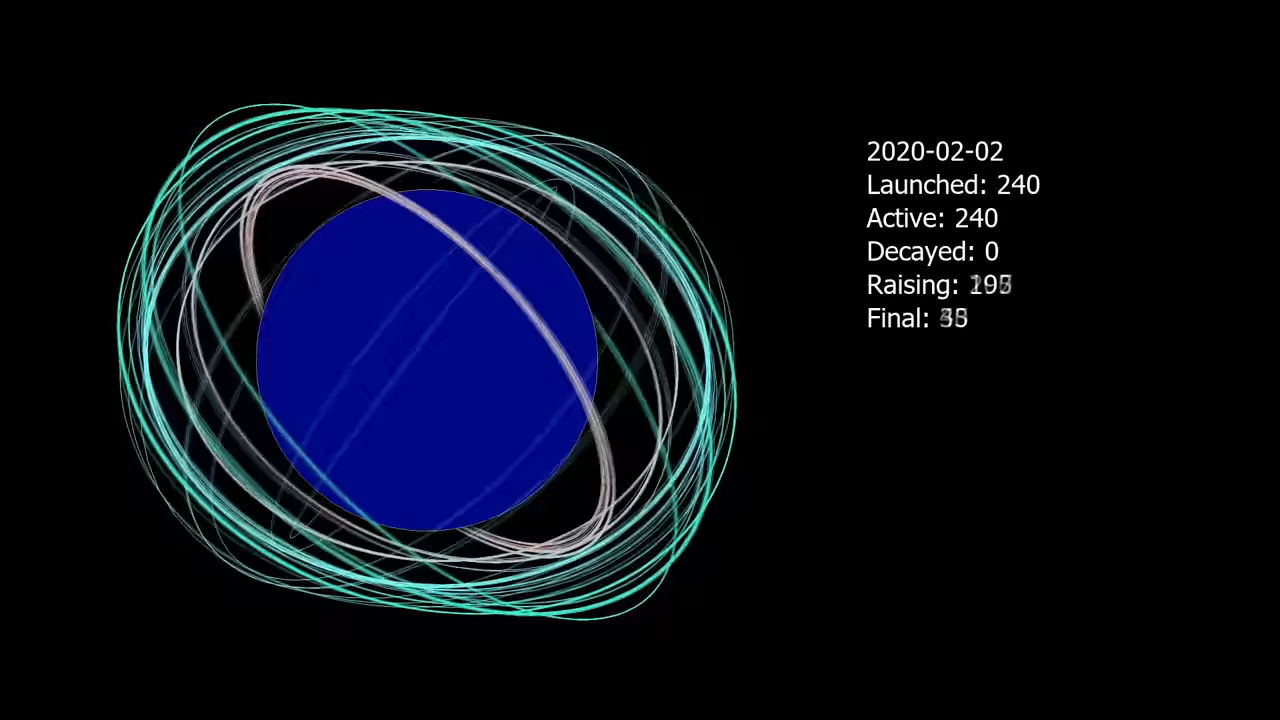 2020-02-02
Launched: 240
Active: 240
Decayed: 0
Raising:
Final: